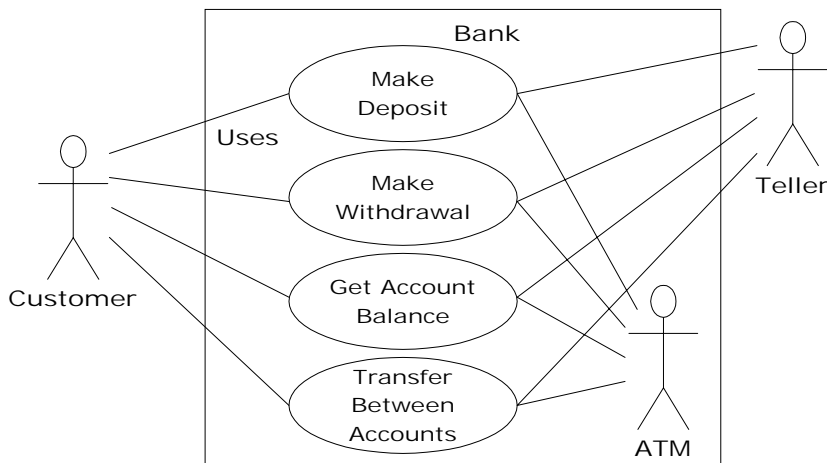 Bank
Make
Deposit
Uses
Make
Withdrawal
Teller
Get Account
Balance
Customer
Transfer
Between
Accounts
ATM